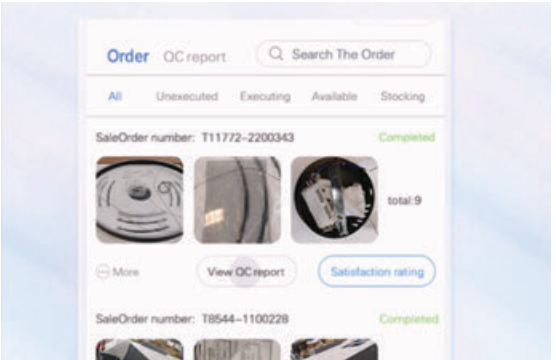 Order QC report Search The Order
All Unexecuted Executing Available Stocking
SaleOrder number: T11772-2200343 Completed
total:9
More View QC report Satisfaction rating
SaleOrder number: T8544-1100228 Completed